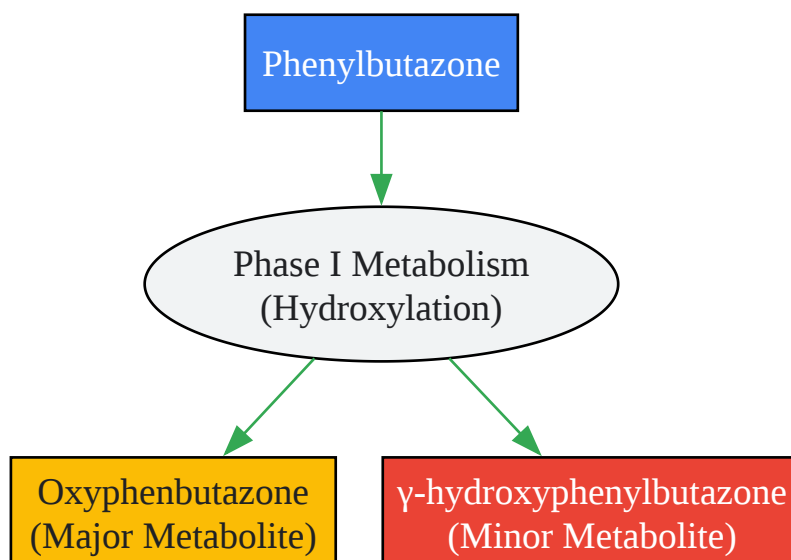 Phenylbutazone
Phase I Metabolism
(Hydroxylation)
Oxyphenbutazone
(Major Metabolite)
γ-hydroxyphenylbutazone
(Minor Metabolite)